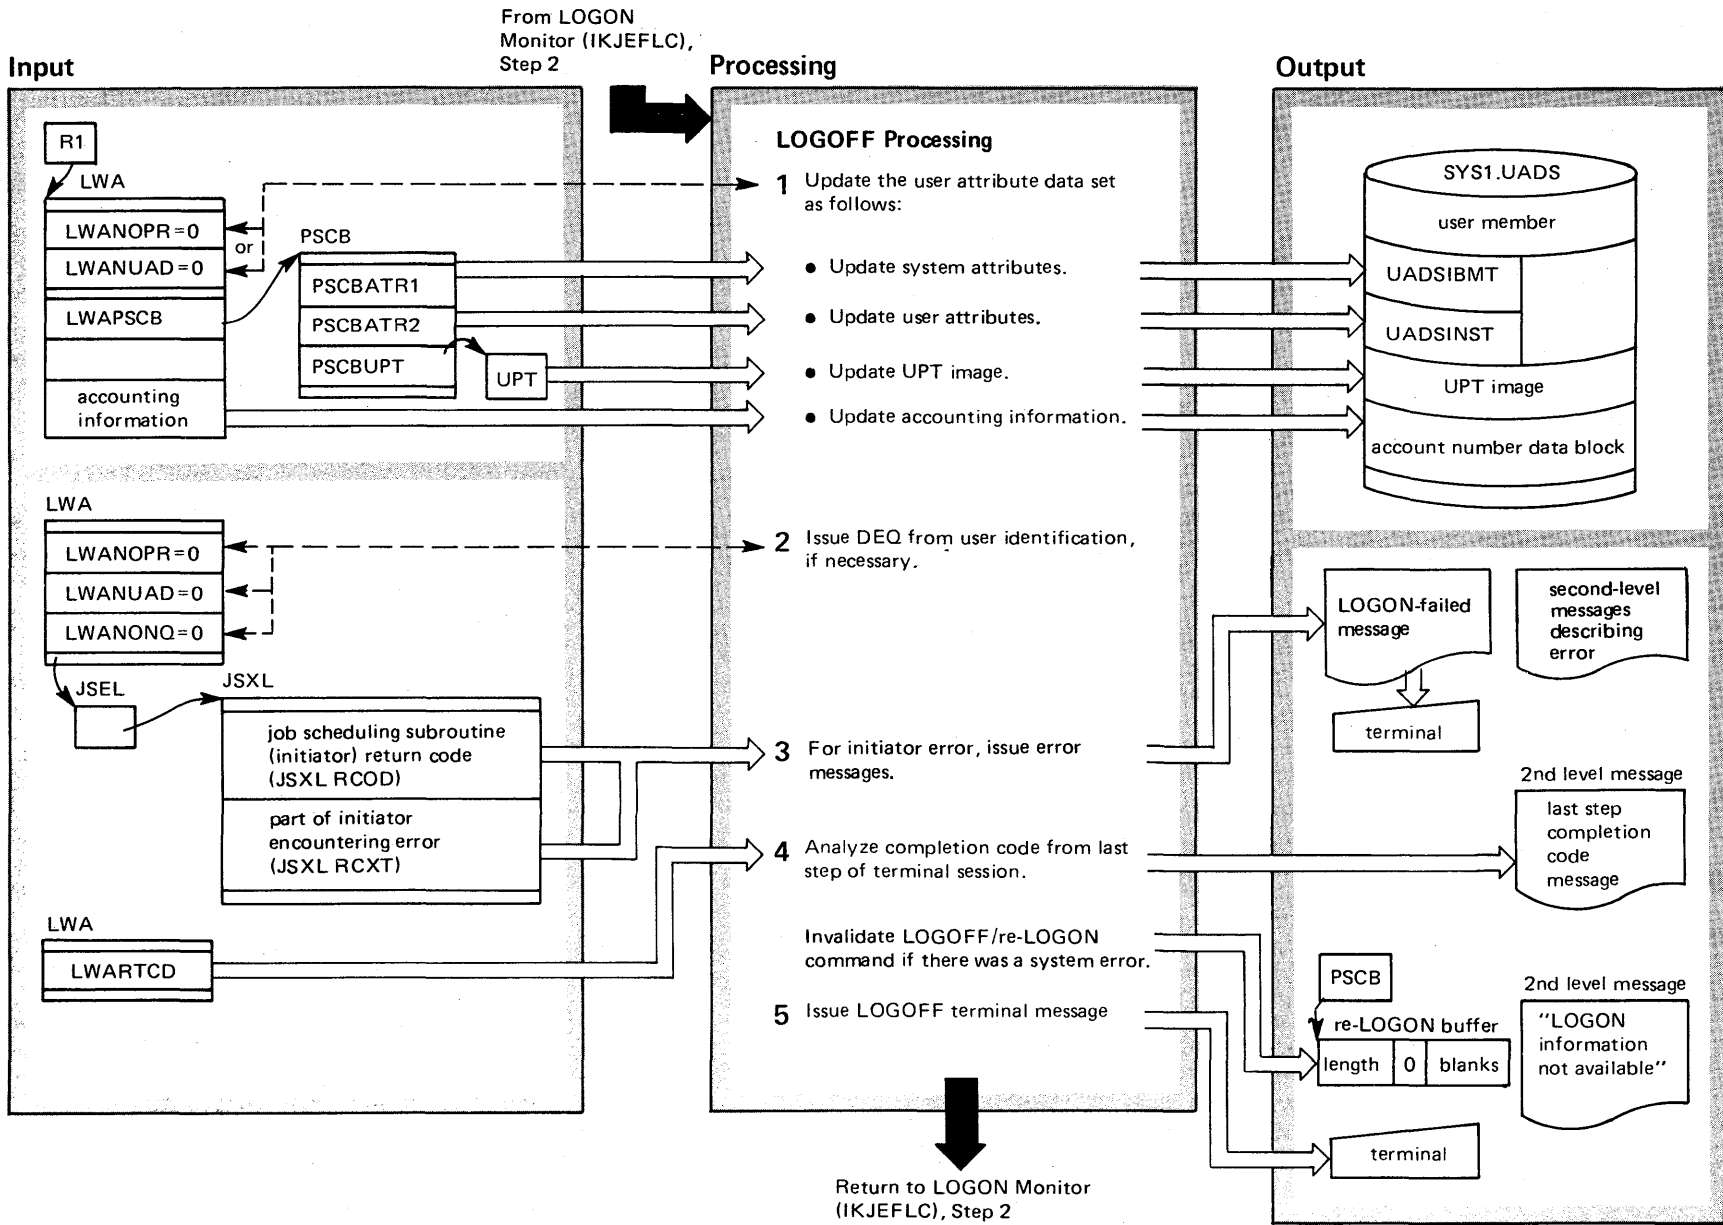 From LOGON
Monitor (IKJEFLC),
Step 2
Input
Processing
Output
R1
LWA
LWANOPR=0
or
LWANUAD=0
LWAPSCB
accounting
information
PSCB
PSCBATR1
PSCBATR2
PSCBUPT
UPT
LOGOFF Processing
1 Update the user attribute data set
as follows:
• Update system attributes.
• Update user attributes.
• Update UPT image.
• Update accounting information.
SYS1.UADS
user member
UADSIBMT
UADSINST
UPT image
account number data block
LWA
LWANOPR=0
LWANUAD=0
LWANONQ=0
JSEL
JSXL
job scheduling subroutine
(initiator) return code
(JSXL RCOD)
part of initiator
encountering error
(JSXL RCXT)
LWA
LWARTCD
2 Issue DEQ from user identification,
if necessary.
3 For initiator error, issue error
messages.
4 Analyze completion code from last
step of terminal session.
Invalidate LOGOFF/re-LOGON
command if there was a system error.
5 Issue LOGOFF terminal message
LOGON-failed
message
second-level
messages
describing
error
terminal
2nd level message
last step
completion
code
message
PSCB
re-LOGON buffer
length 0 blanks
2nd level message
"LOGON
information
not available"
terminal
Return to LOGON Monitor
(IKJEFLC), Step 2